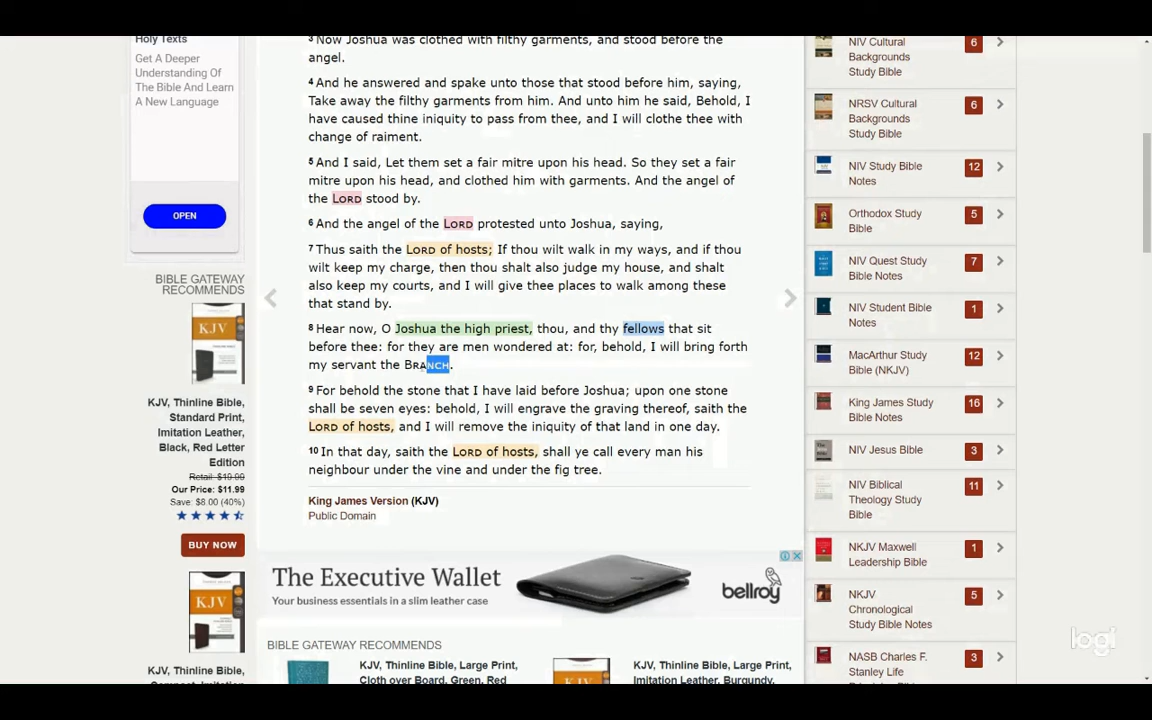 Holy Texts
Get A Deeper
Understanding Of
The Bible And Learn
A New Language
OPEN
BIBLE GATEWAY
RECOMMENDS
KJV
KJV, Thinline Bible,
Standard Print,
Imitation Leather,
Black, Red Letter
Edition
Retail: $19.99
Our Price: $11.99
Save: $8.00 (40%)
BUY NOW
KJV
KJV, Thinline Bible,
3 Now Joshua was clothed with filthy garments, and stood before the
angel.
4 And he answered and spake unto those that stood before him, saying,
Take away the filthy garments from him. And unto him he said, Behold, I
have caused thine iniquity to pass from thee, and I will clothe thee with
change of raiment.
5 And I said, Let them set a fair mitre upon his head. So they set a fair
mitre upon his head, and clothed him with garments. And the angel of
the LORD stood by.
6 And the angel of the LORD protested unto Joshua, saying,
7 Thus saith the LORD of hosts; If thou wilt walk in my ways, and if thou
wilt keep my charge, then thou shalt also judge my house, and shalt
also keep my courts, and I will give thee places to walk among these
that stand by.
8 Hear now, O Joshua the high priest, thou, and thy fellows that sit
before thee: for they are men wondered at: for, behold, I will bring forth
my servant the BRANCH.
9 For behold the stone that I have laid before Joshua; upon one stone
shall be seven eyes: behold, I will engrave the graving thereof, saith the
LORD of hosts, and I will remove the iniquity of that land in one day.
10 In that day, saith the LORD of hosts, shall ye call every man his
neighbour under the vine and under the fig tree.
King James Version (KJV)
Public Domain
The Executive Wallet
Your business essentials in a slim leather case
bellroy
BIBLE GATEWAY RECOMMENDS
KJV, Thinline Bible, Large Print,
Cloth over Board, Green, Red
KJV
KJV, Thinline Bible, Large Print,
Imitation Leather, Burgundy,
NIV Cultural
Backgrounds
Study Bible
6
NRSV Cultural
Backgrounds
Study Bible
6
NIV Study Bible
Notes
12
Orthodox Study
Bible
5
NIV Quest Study
Bible Notes
7
NIV Student Bible
Notes
1
MacArthur Study
Bible (NKJV)
12
King James Study
Bible Notes
16
NIV Jesus Bible
3
NIV Biblical
Theology Study
Bible
11
NKJV Maxwell
Leadership Bible
1
NKJV
Chronological
Study Bible Notes
5
NASB Charles F.
Stanley Life
3
logi